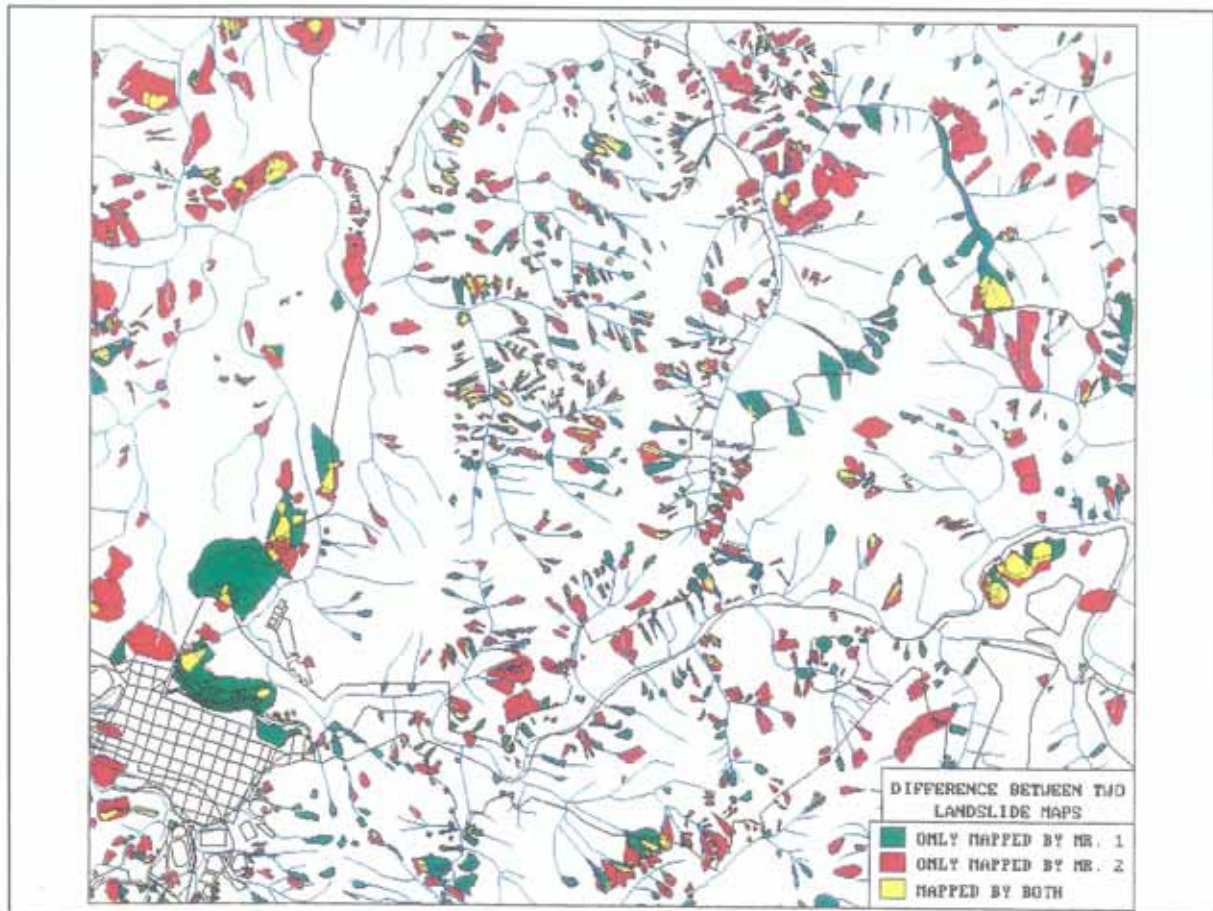 DIFFERENCE BETWEEN TWO
LANDSLIDE MAPS
ONLY MAPPED BY MR. 1
ONLY MAPPED BY MR. 2
MAPPED BY BOTH